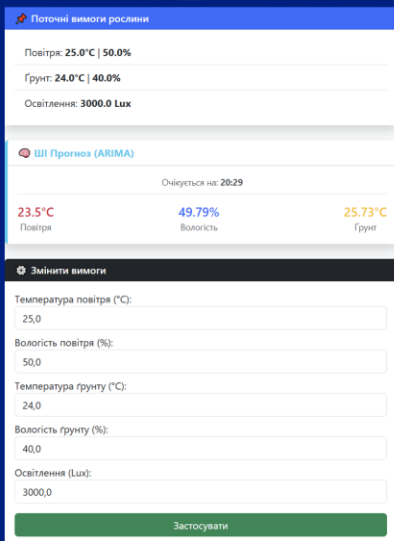 📌 Поточні вимоги рослини
Повітря: 25.0°C | 50.0%
Ґрунт: 24.0°C | 40.0%
Освітлення: 3000.0 Lux
🧠 ШІ Прогноз (ARIMA)
Очікується на: 20:29
23.5°C 49.79% 25.73°C
Повітря Вологість Ґрунт
⚙ Змінити вимоги
Температура повітря (°C):
25,0
Вологість повітря (%):
50,0
Температура ґрунту (°C):
24,0
Вологість ґрунту (%):
40,0
Освітлення (Lux):
3000,0
Застосувати